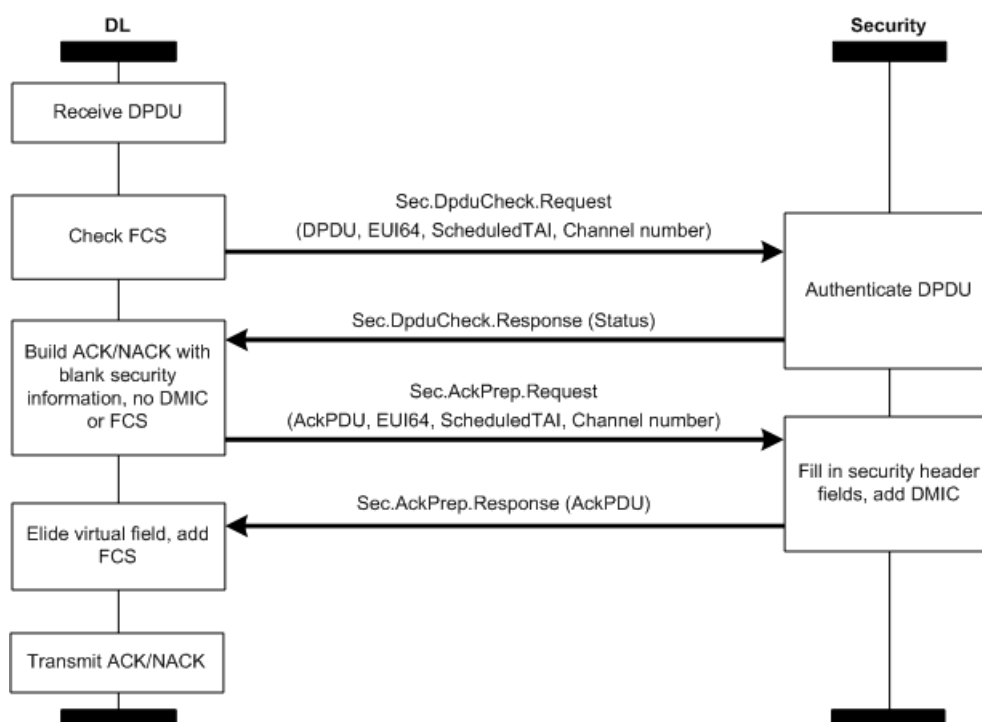 DL
Security
Receive DPDU
Sec.DpduCheck.Request
(DPDU, EUI64, ScheduledTAI, Channel number)
Check FCS
Authenticate DPDU
Sec.DpduCheck.Response (Status)
Build ACK/NACK with
blank security
information, no DMIC
or FCS
Sec.AckPrep.Request
(AckPDU, EUI64, ScheduledTAI, Channel number)
Fill in security header
fields, add DMIC
Sec.AckPrep.Response (AckPDU)
Elide virtual field, add
FCS
Transmit ACK/NACK